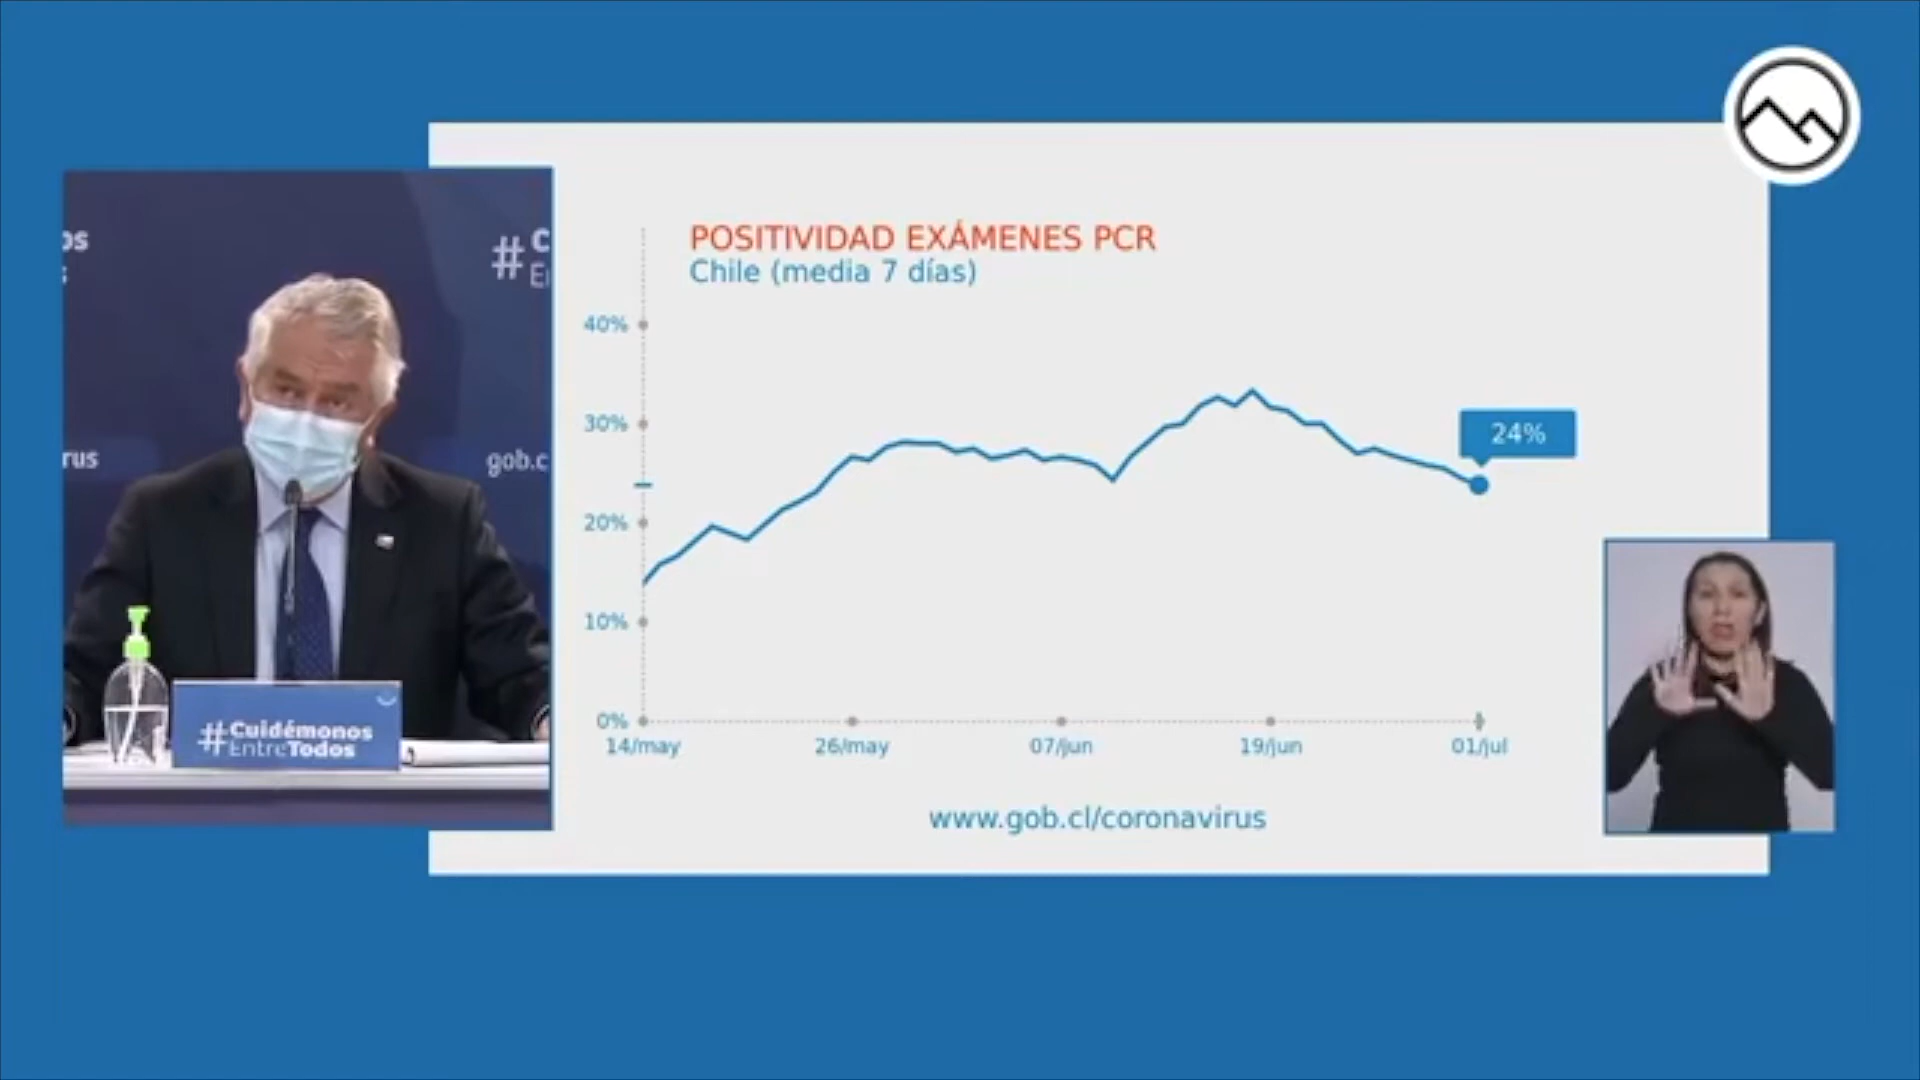 POSITIVIDAD EXÁMENES PCR
Chile (media 7 días)
40%
30%
24%
20%
10%
0%
14/may
26/may
07/jun
19/jun
01/jul
www.gob.cl/coronavirus
#Cuidémonos
EntreTodos
gob.c